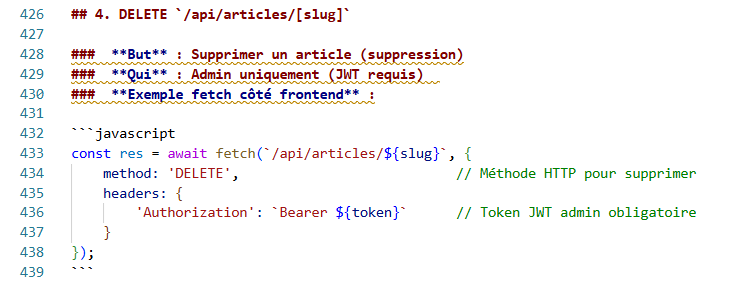 426 ## 4. DELETE `/api/articles/[slug]`
427
428 ###  **But** : Supprimer un article (suppression)
429 ###  **Qui** : Admin uniquement (JWT requis)
430 ###  **Exemple fetch côté frontend** :
431
432 ```javascript
433 const res = await fetch(`/api/articles/${slug}`, {
434     method: 'DELETE',                           // Méthode HTTP pour supprimer
435     headers: {
436         'Authorization': `Bearer ${token}`      // Token JWT admin obligatoire
437     }
438 });
439 ```